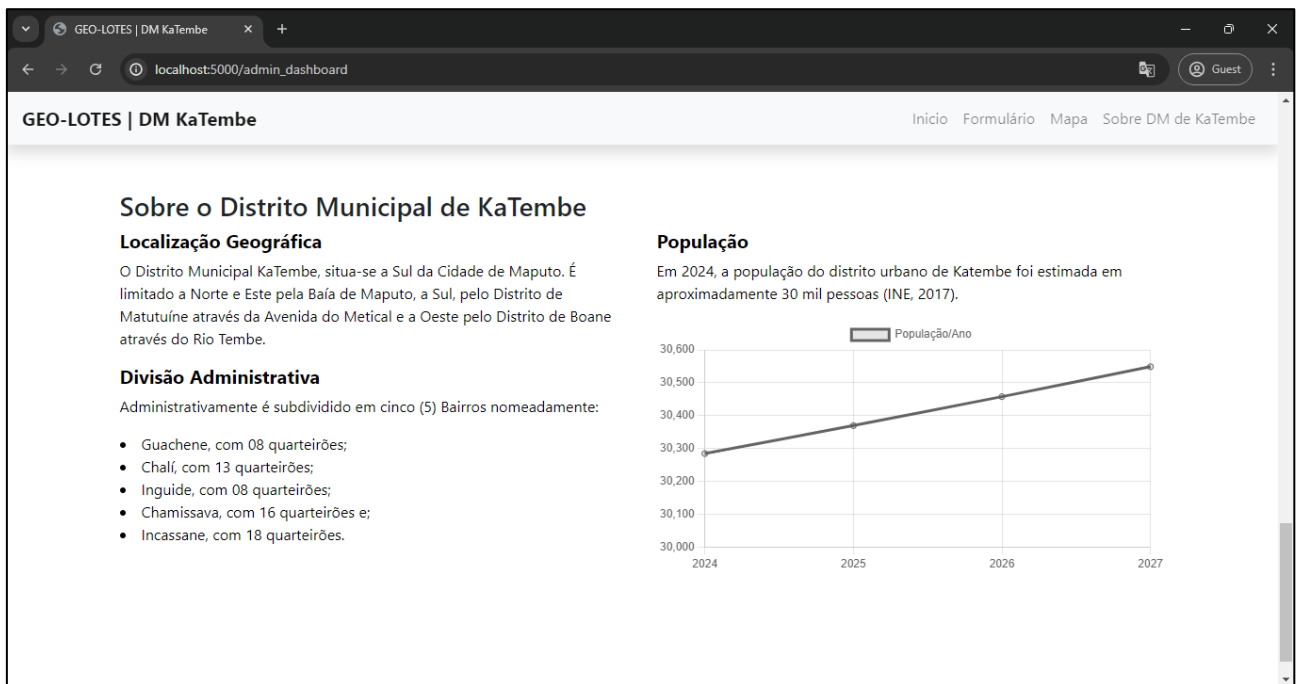 GEO-LOTES | DM KaTembe
localhost:5000/admin_dashboard
Guest
GEO-LOTES | DM KaTembe
Inicio Formulário Mapa Sobre DM de KaTembe
Sobre o Distrito Municipal de KaTembe
Localização Geográfica
O Distrito Municipal KaTembe, situa-se a Sul da Cidade de Maputo. É
limitado a Norte e Este pela Baía de Maputo, a Sul, pelo Distrito de
Matutuíne através da Avenida do Metical e a Oeste pelo Distrito de Boane
através do Rio Tembe.
Divisão Administrativa
Administrativamente é subdividido em cinco (5) Bairros nomeadamente:
• Guachene, com 08 quarteirões;
• Chalí, com 13 quarteirões;
• Inguide, com 08 quarteirões;
• Chamissava, com 16 quarteirões e;
• Incassane, com 18 quarteirões.
População
Em 2024, a população do distrito urbano de Katembe foi estimada em
aproximadamente 30 mil pessoas (INE, 2017).
População/Ano
30,600
30,500
30,400
30,300
30,200
30,100
30,000
2024 2025 2026 2027